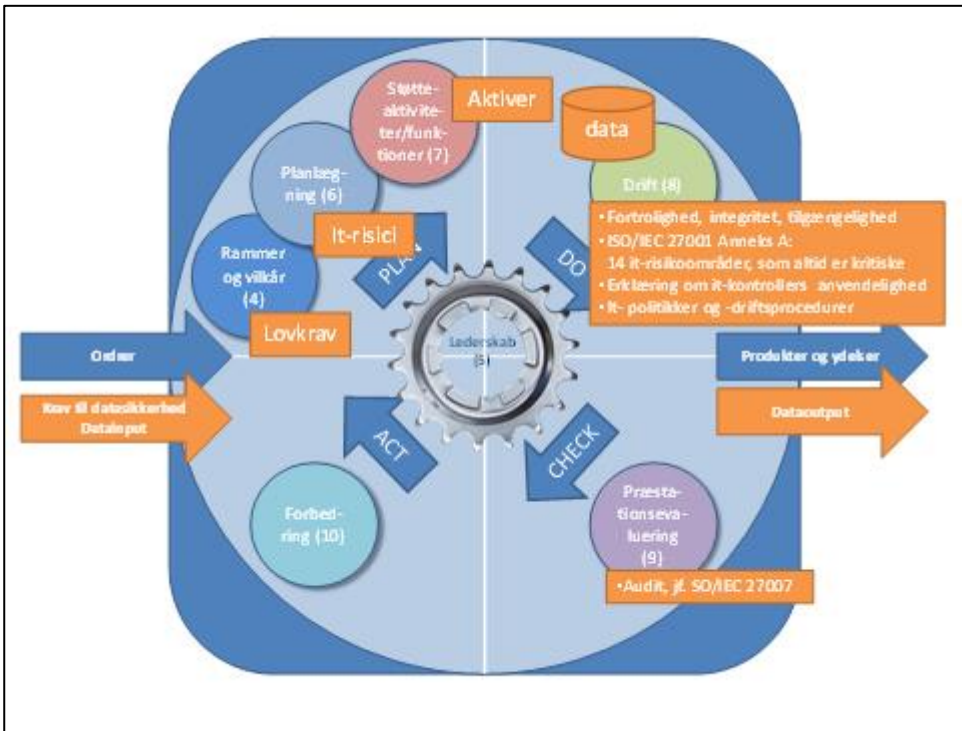 Støtte-
aktivite-
ter/funk-
tioner (7)
Aktiver
data
Planlæg-
ning (6)
Drift (8)
It-risici
PLAN
DO
• Fortrolighed, integritet, tilgængelighed
• ISO/IEC 27001 Anneks A:
14 it-risikoområder, som altid er kritiske
• Erklæring om it-kontrollers anvendelighed
• It- politikker og -driftsprocedurer
Rammer
og vilkår
(4)
Lovkrav
Ordrer
Lederskab
(5)
Produkter og ydelser
Krav til datasikkerhed
Datainput
Dataoutput
ACT
CHECK
Forbed-
ring (10)
Præsta-
tionseva-
luering
(9)
• Audit, jf. SO/IEC 27007